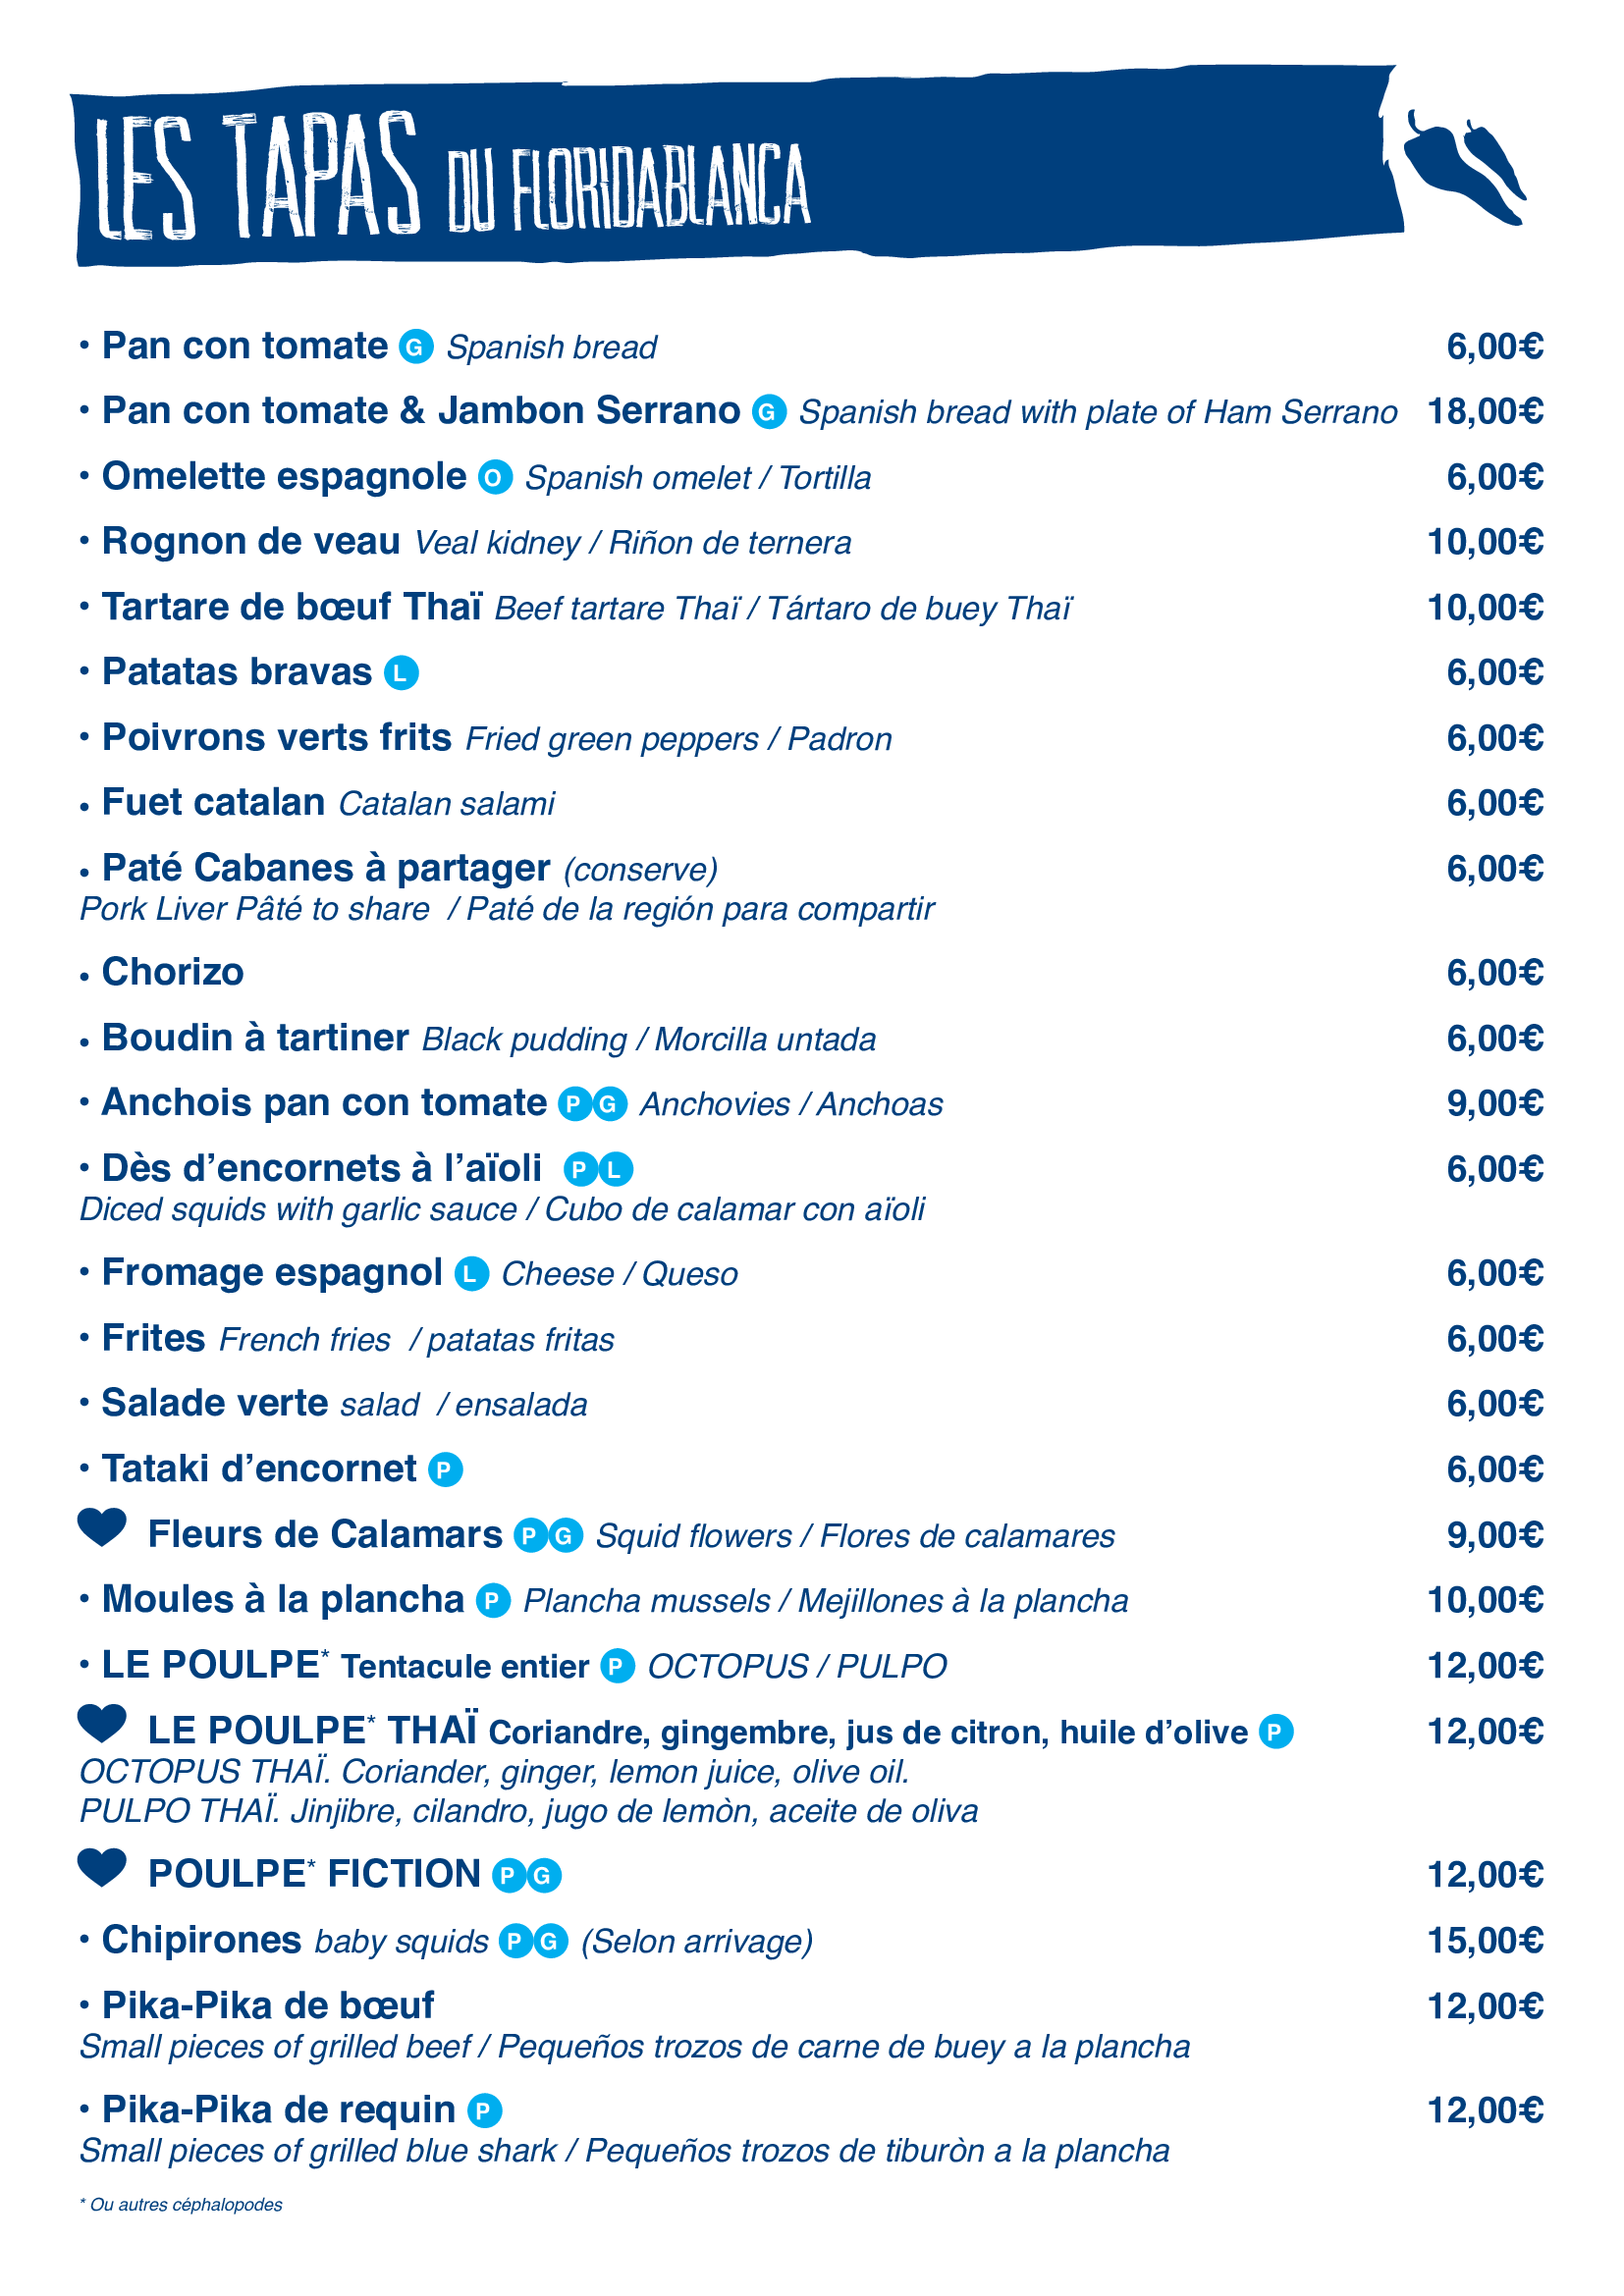 LES TAPAS DU FLORIDABLANCA
• Pan con tomate G Spanish bread 6,00€
• Pan con tomate & Jambon Serrano G Spanish bread with plate of Ham Serrano 18,00€
• Omelette espagnole O Spanish omelet / Tortilla 6,00€
• Rognon de veau Veal kidney / Riñon de ternera 10,00€
• Tartare de bœuf Thaï Beef tartare Thaï / Tártaro de buey Thaï 10,00€
• Patatas bravas L 6,00€
• Poivrons verts frits Fried green peppers / Padron 6,00€
• Fuet catalan Catalan salami 6,00€
• Paté Cabanes à partager (conserve) 6,00€
Pork Liver Pâté to share / Paté de la región para compartir
• Chorizo 6,00€
• Boudin à tartiner Black pudding / Morcilla untada 6,00€
• Anchois pan con tomate P G Anchovies / Anchoas 9,00€
• Dès d’encornets à l’aïoli P L 6,00€
Diced squids with garlic sauce / Cubo de calamar con aïoli
• Fromage espagnol L Cheese / Queso 6,00€
• Frites French fries / patatas fritas 6,00€
• Salade verte salad / ensalada 6,00€
• Tataki d’encornet P 6,00€
Fleurs de Calamars P G Squid flowers / Flores de calamares 9,00€
• Moules à la plancha P Plancha mussels / Mejillones à la plancha 10,00€
• LE POULPE* Tentacule entier P OCTOPUS / PULPO 12,00€
LE POULPE* THAÏ Coriandre, gingembre, jus de citron, huile d’olive P 12,00€
OCTOPUS THAÏ. Coriander, ginger, lemon juice, olive oil.
PULPO THAÏ. Jinjibre, cilandro, jugo de lemòn, aceite de oliva
POULPE* FICTION P G 12,00€
• Chipirones baby squids P G (Selon arrivage) 15,00€
• Pika-Pika de bœuf 12,00€
Small pieces of grilled beef / Pequeños trozos de carne de buey a la plancha
• Pika-Pika de requin P 12,00€
Small pieces of grilled blue shark / Pequeños trozos de tiburòn a la plancha
* Ou autres céphalopodes